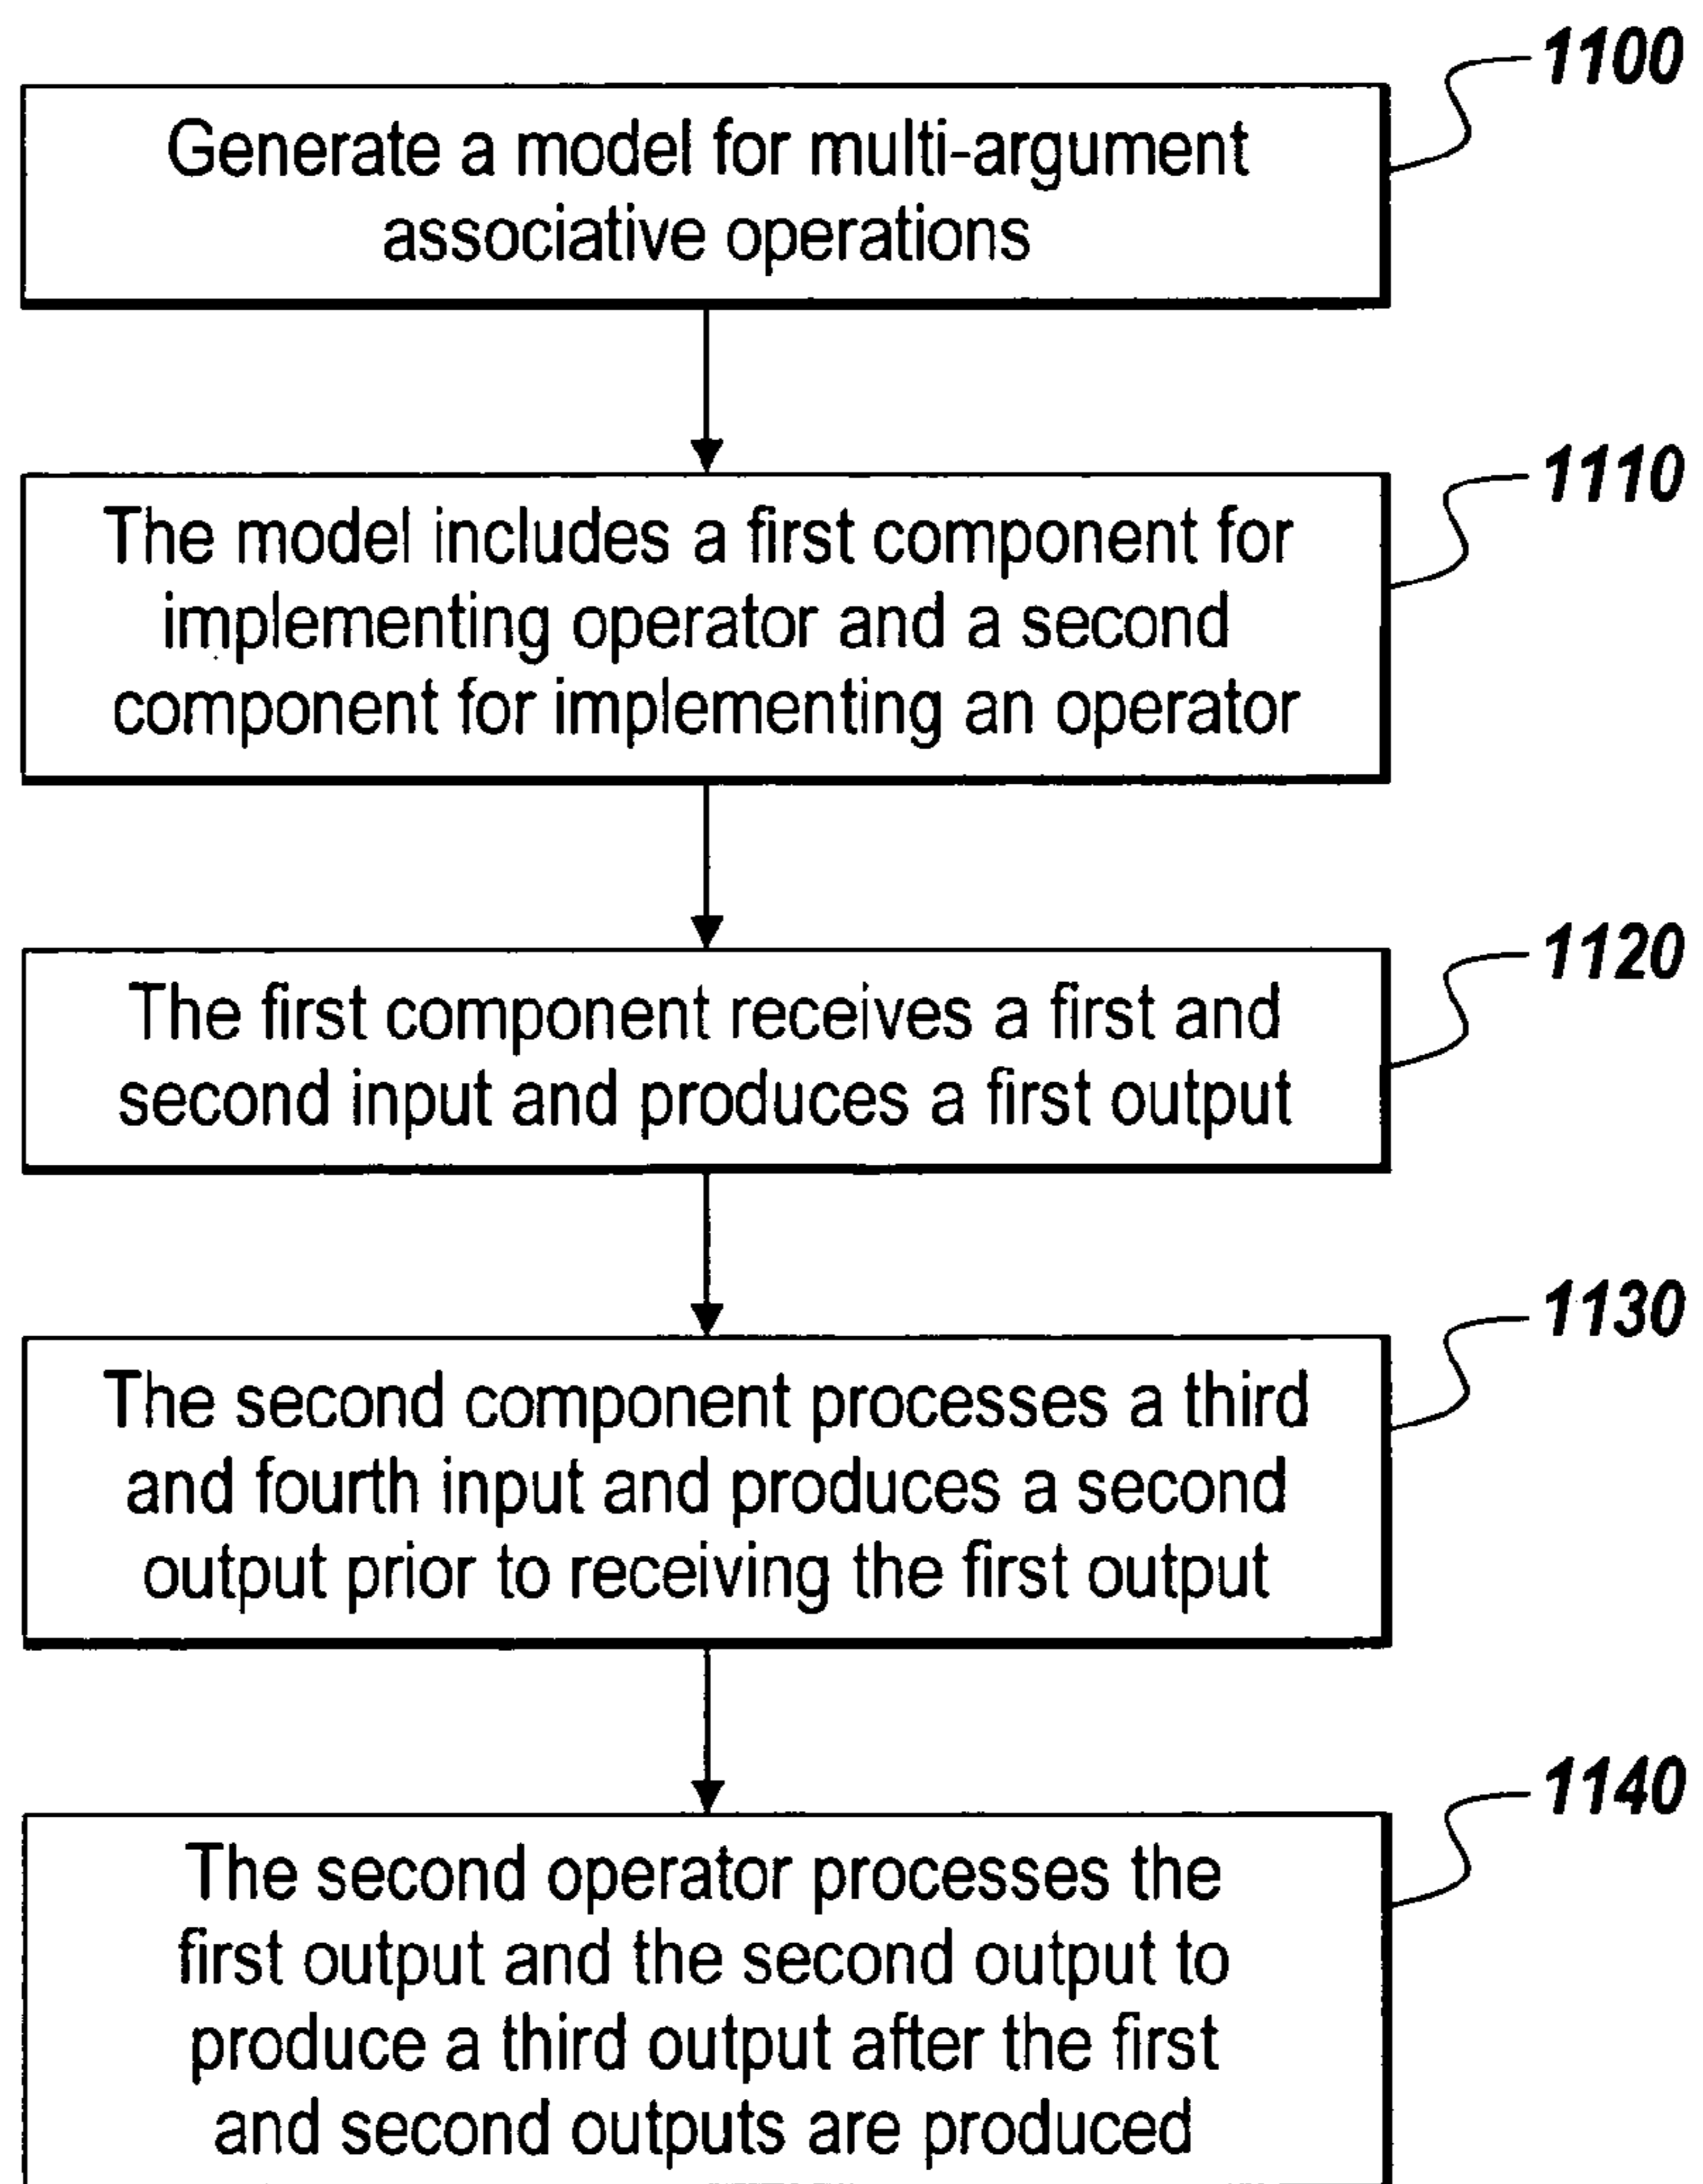 1100
Generate a model for multi-argument
associative operations
1110
The model includes a first component for
implementing operator and a second
component for implementing an operator
1120
The first component receives a first and
second input and produces a first output
1130
The second component processes a third
and fourth input and produces a second
output prior to receiving the first output
1140
The second operator processes the
first output and the second output to
produce a third output after the first
and second outputs are produced